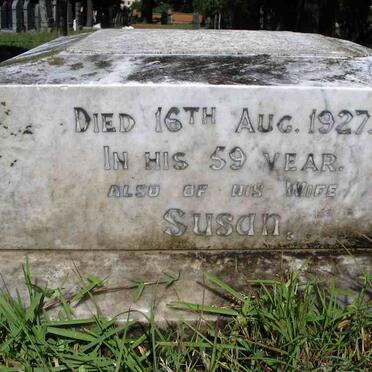 Died 16th Aug. 1927.
In his 59 year.
Also of his Wife
Susan.